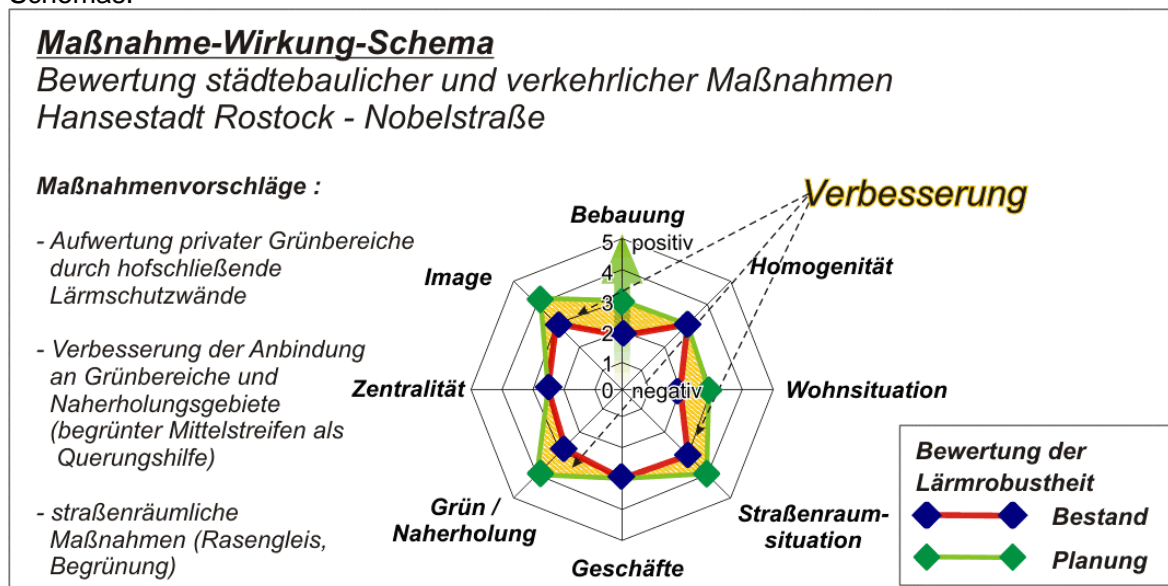 Schemas.
Maßnahme-Wirkung-Schema
Bewertung städtebaulicher und verkehrlicher Maßnahmen
Hansestadt Rostock - Nobelstraße
Maßnahmenvorschläge :
- Aufwertung privater Grünbereiche
durch hofschließende
Lärmschutzwände
- Verbesserung der Anbindung
an Grünbereiche und
Naherholungsgebiete
(begrünter Mittelstreifen als
Querungshilfe)
- straßenräumliche
Maßnahmen (Rasengleis,
Begrünung)
Verbesserung
Bebauung
5 positiv
4
3
2
1
0 negativ
Homogenität
Wohnsituation
Straßenraum-
situation
Geschäfte
Grün /
Naherholung
Zentralität
Image
Bewertung der
Lärmrobustheit
Bestand
Planung